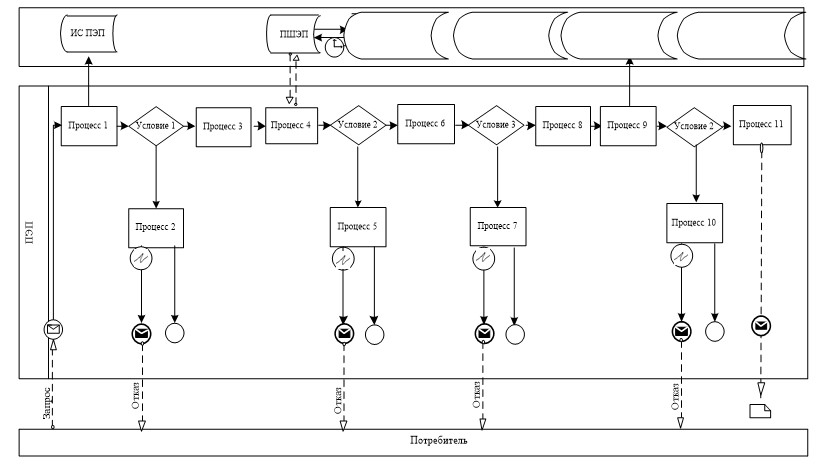 ИС ПЭП
ПШЭП
Процесс 1
Условие 1
Процесс 3
Процесс 4
Условие 2
Процесс 6
Условие 3
Процесс 8
Процесс 9
Условие 2
Процесс 11
Процесс 2
Процесс 5
Процесс 7
Процесс 10
ПЭП
Запрос
Отказ
Отказ
Отказ
Отказ
Потребитель